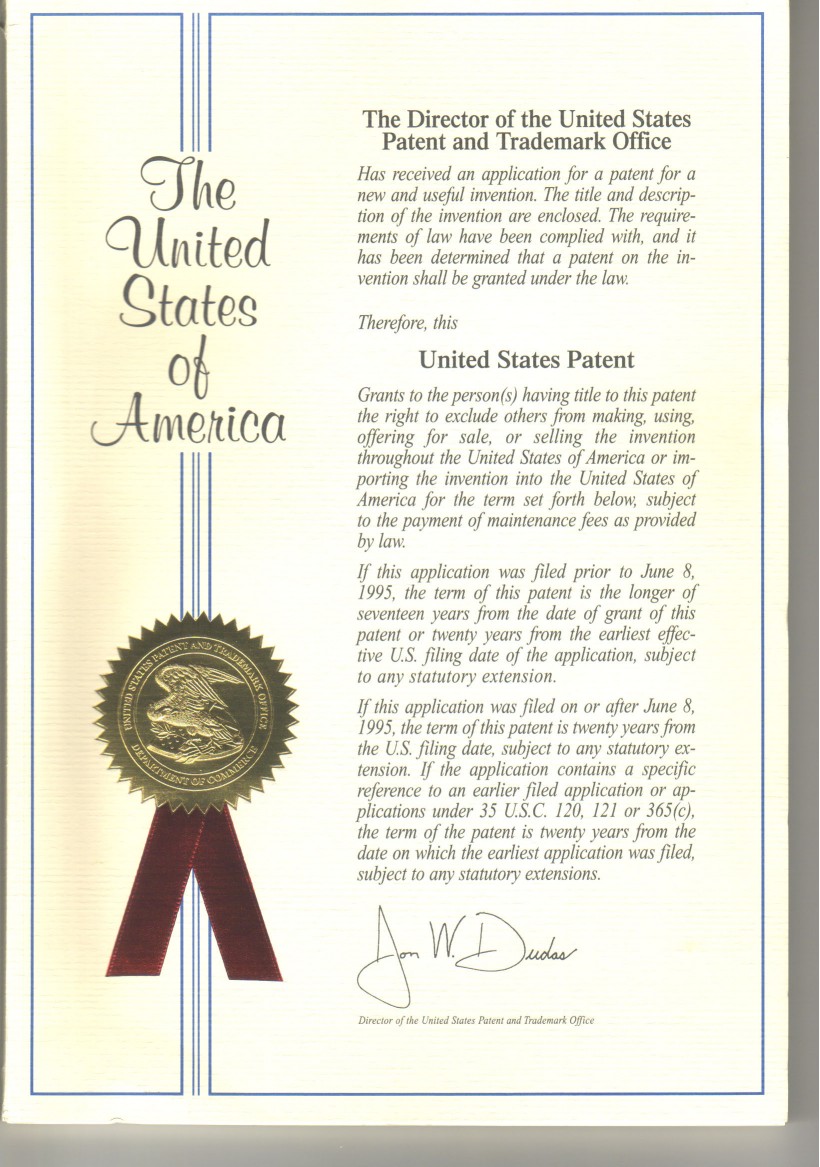 The
United
States
of
America
UNITED STATES PATENT AND TRADEMARK OFFICE
DEPARTMENT OF COMMERCE
The Director of the United States
Patent and Trademark Office
Has received an application for a patent for a
new and useful invention. The title and descrip-
tion of the invention are enclosed. The require-
ments of law have been complied with, and it
has been determined that a patent on the in-
vention shall be granted under the law.
Therefore, this
United States Patent
Grants to the person(s) having title to this patent
the right to exclude others from making, using,
offering for sale, or selling the invention
throughout the United States of America or im-
porting the invention into the United States of
America for the term set forth below, subject
to the payment of maintenance fees as provided
by law.
If this application was filed prior to June 8,
1995, the term of this patent is the longer of
seventeen years from the date of grant of this
patent or twenty years from the earliest effec-
tive U.S. filing date of the application, subject
to any statutory extension.
If this application was filed on or after June 8,
1995, the term of this patent is twenty years from
the U.S. filing date, subject to any statutory ex-
tension. If the application contains a specific
reference to an earlier filed application or ap-
plications under 35 U.S.C. 120, 121 or 365(c),
the term of the patent is twenty years from the
date on which the earliest application was filed,
subject to any statutory extensions.
Jon W. Dudas
Director of the United States Patent and Trademark Office